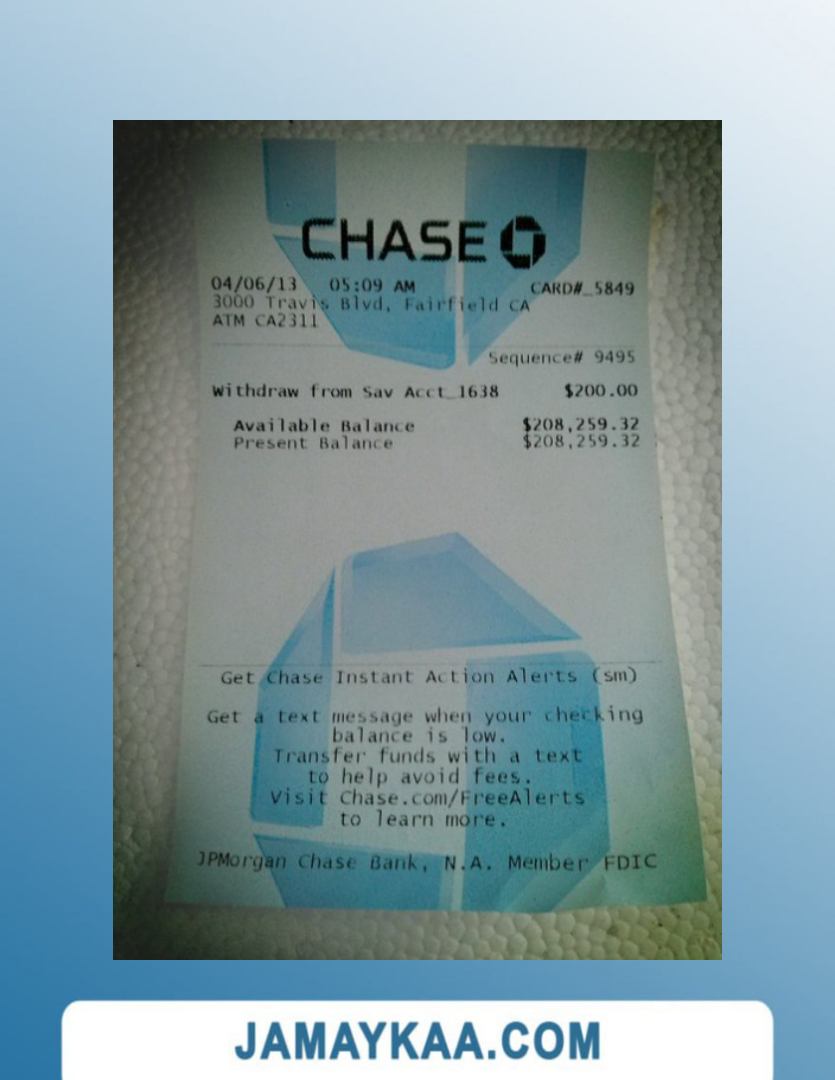 CHASE
04/06/13 05:09 AM CARD#_5849
3000 Travis Blvd, Fairfield CA
ATM CA2311
Sequence# 9495
Withdraw from Sav Acct_1638 $200.00
Available Balance $208,259.32
Present Balance $208,259.32
Get Chase Instant Action Alerts (sm)
Get a text message when your checking
balance is low.
Transfer funds with a text
to help avoid fees.
Visit Chase.com/FreeAlerts
to learn more.
JPMorgan Chase Bank, N.A. Member FDIC
JAMAYKAA.COM